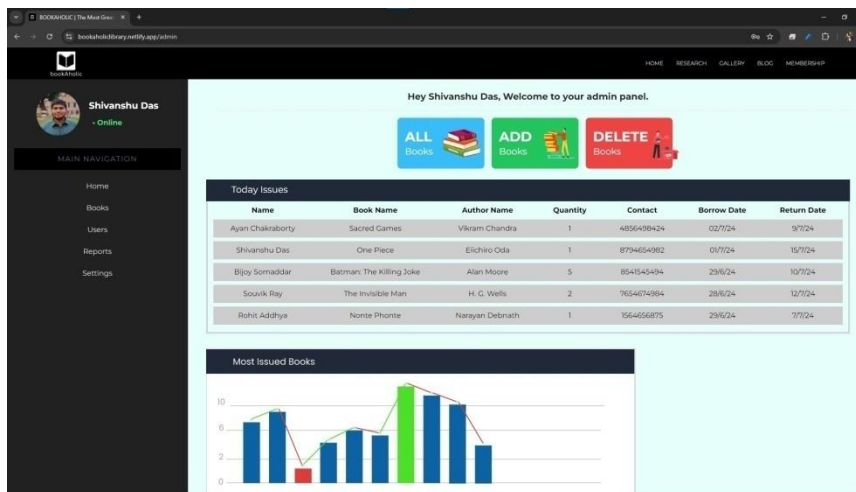 BOOKAHOLIC | The Most Grea
bookaholiclibrary.netlify.app/admin
bookAholic
HOME RESEARCH GALLERY BLOG MEMBERSHIP
Shivanshu Das
• Online
MAIN NAVIGATION
Home
Books
Users
Reports
Settings
Hey Shivanshu Das, Welcome to your admin panel.
ALL Books
ADD Books
DELETE Books
Today Issues
Name Book Name Author Name Quantity Contact Borrow Date Return Date
Ayan Chakraborty Sacred Games Vikram Chandra 1 4856498424 02/7/24 9/7/24
Shivanshu Das One Piece Eiichiro Oda 1 8794654982 01/7/24 15/7/24
Bijoy Somaddar Batman: The Killing Joke Alan Moore 5 8541545494 29/6/24 10/7/24
Souvik Ray The Invisible Man H. G. Wells 2 7654674984 28/6/24 12/7/24
Rohit Addhya Nonte Phonte Narayan Debnath 1 1564656875 29/6/24 7/7/24
Most Issued Books
10
6
2
0